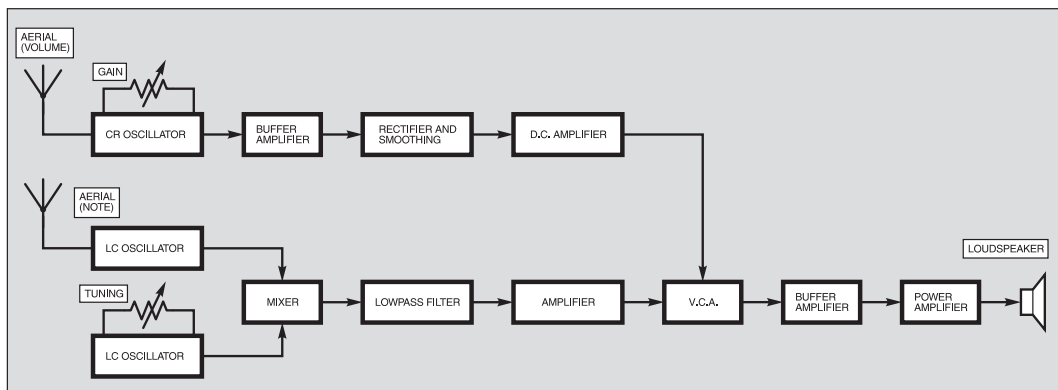 AERIAL
(VOLUME)
GAIN
CR OSCILLATOR
BUFFER
AMPLIFIER
RECTIFIER AND
SMOOTHING
D.C. AMPLIFIER
AERIAL
(NOTE)
LC OSCILLATOR
TUNING
LC OSCILLATOR
MIXER
LOWPASS FILTER
AMPLIFIER
V.C.A.
BUFFER
AMPLIFIER
POWER
AMPLIFIER
LOUDSPEAKER